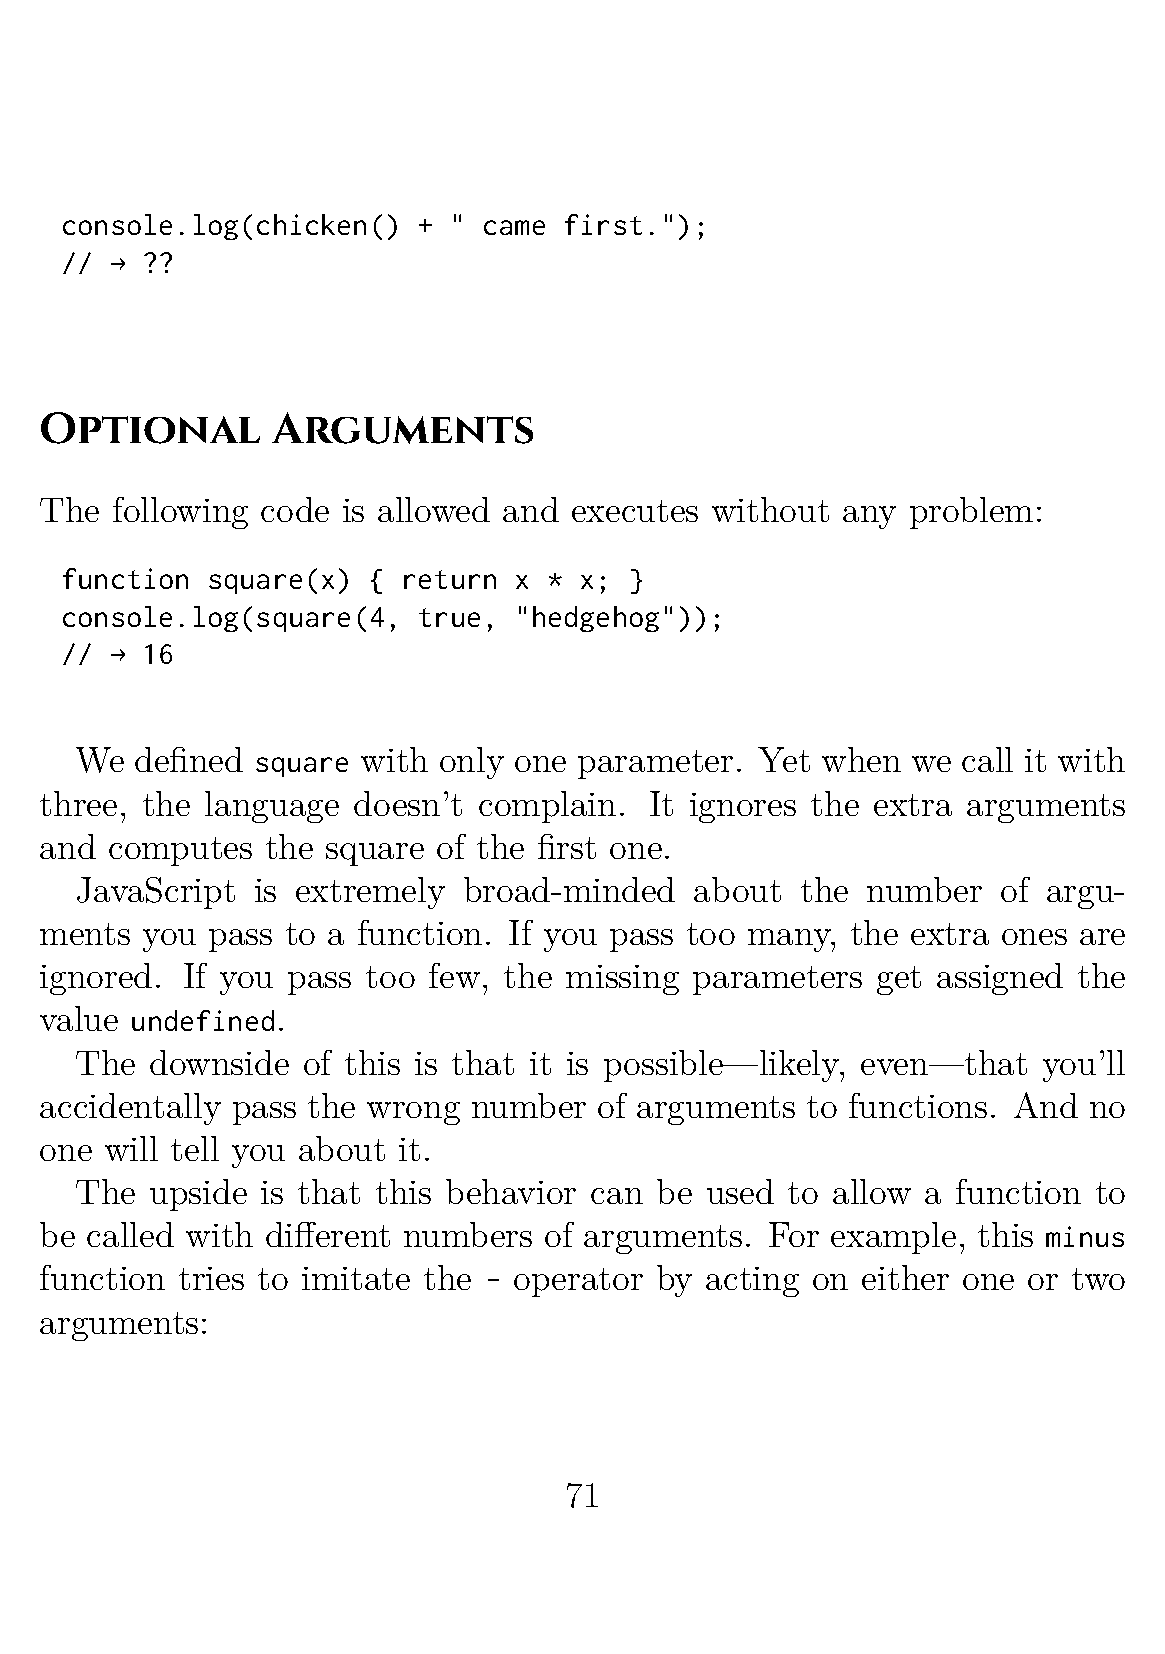 console.log(chicken() + " came first.");
// → ??
Optional Arguments
The following code is allowed and executes without any problem:
function square(x) { return x * x; }
console.log(square(4, true, "hedgehog"));
// → 16
We defined square with only one parameter. Yet when we call it with
three, the language doesn't complain. It ignores the extra arguments
and computes the square of the first one.
JavaScript is extremely broad-minded about the number of argu-
ments you pass to a function. If you pass too many, the extra ones are
ignored. If you pass too few, the missing parameters get assigned the
value undefined.
The downside of this is that it is possible—likely, even—that you'll
accidentally pass the wrong number of arguments to functions. And no
one will tell you about it.
The upside is that this behavior can be used to allow a function to
be called with different numbers of arguments. For example, this minus
function tries to imitate the - operator by acting on either one or two
arguments:
71